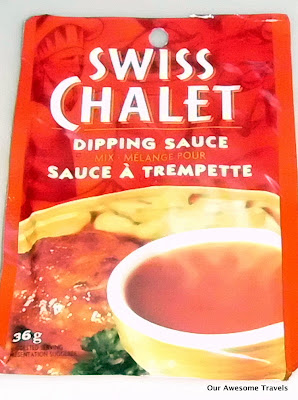 SWISS
CHALET
DIPPING SAUCE
MIX · MÉLANGE POUR
SAUCE À TREMPETTE
36g
Our Awesome Travels